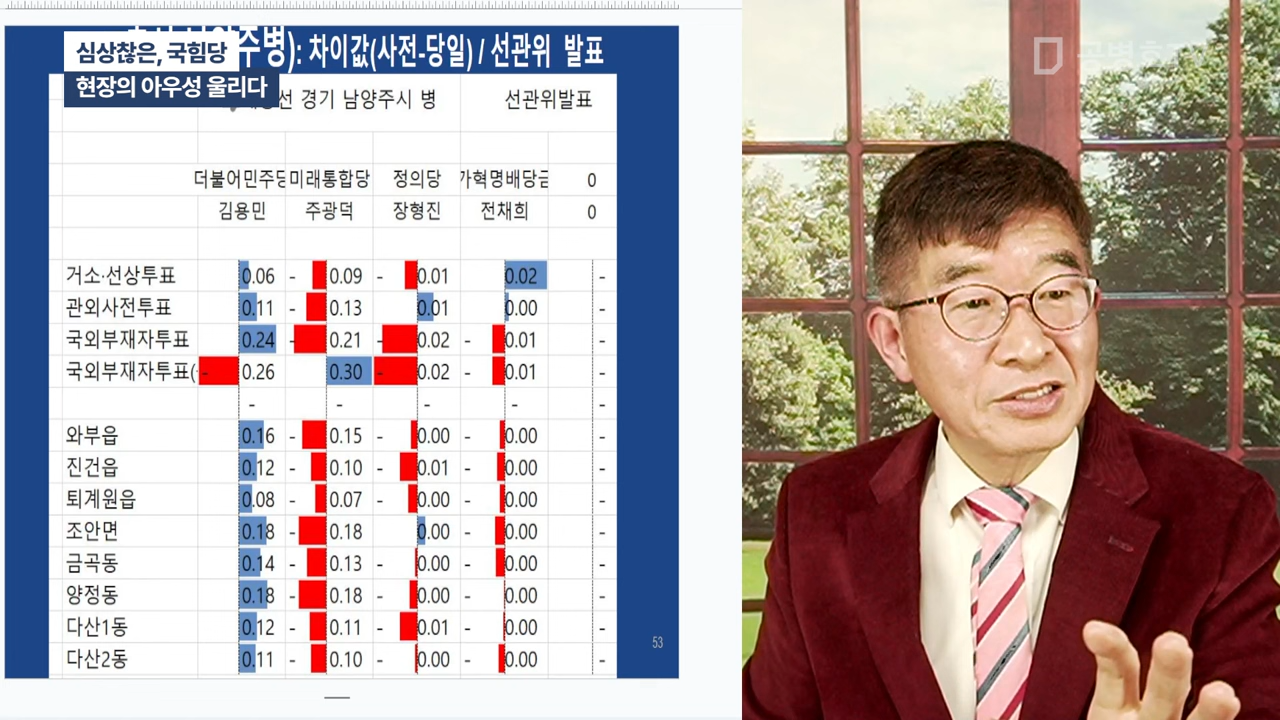 심상찮은, 국힘당
현장의 아우성 울리다
주병): 차이값(사전-당일) / 선관위 발표
선 경기 남양주시 병 선관위발표
더불어민주당 미래통합당 정의당 가혁명배당금 0
김용민 주광덕 장형진 전채희 0
거소·선상투표 0.06 - 0.09 - 0.01 0.02 -
관외사전투표 0.11 - 0.13 0.01 0.00 -
국외부재자투표 0.24 - 0.21 - 0.02 - 0.01 -
국외부재자투표( - 0.26 0.30 - 0.02 - 0.01 -
- - - - -
와부읍 0.16 - 0.15 - 0.00 - 0.00 -
진건읍 0.12 - 0.10 - 0.01 - 0.00 -
퇴계원읍 0.08 - 0.07 - 0.00 - 0.00 -
조안면 0.18 - 0.18 0.00 - 0.00 -
금곡동 0.14 - 0.13 - 0.00 - 0.00 -
양정동 0.18 - 0.18 - 0.00 - 0.00 -
다산1동 0.12 - 0.11 - 0.01 - 0.00 -
다산2동 0.11 - 0.10 - 0.00 - 0.00 -
53